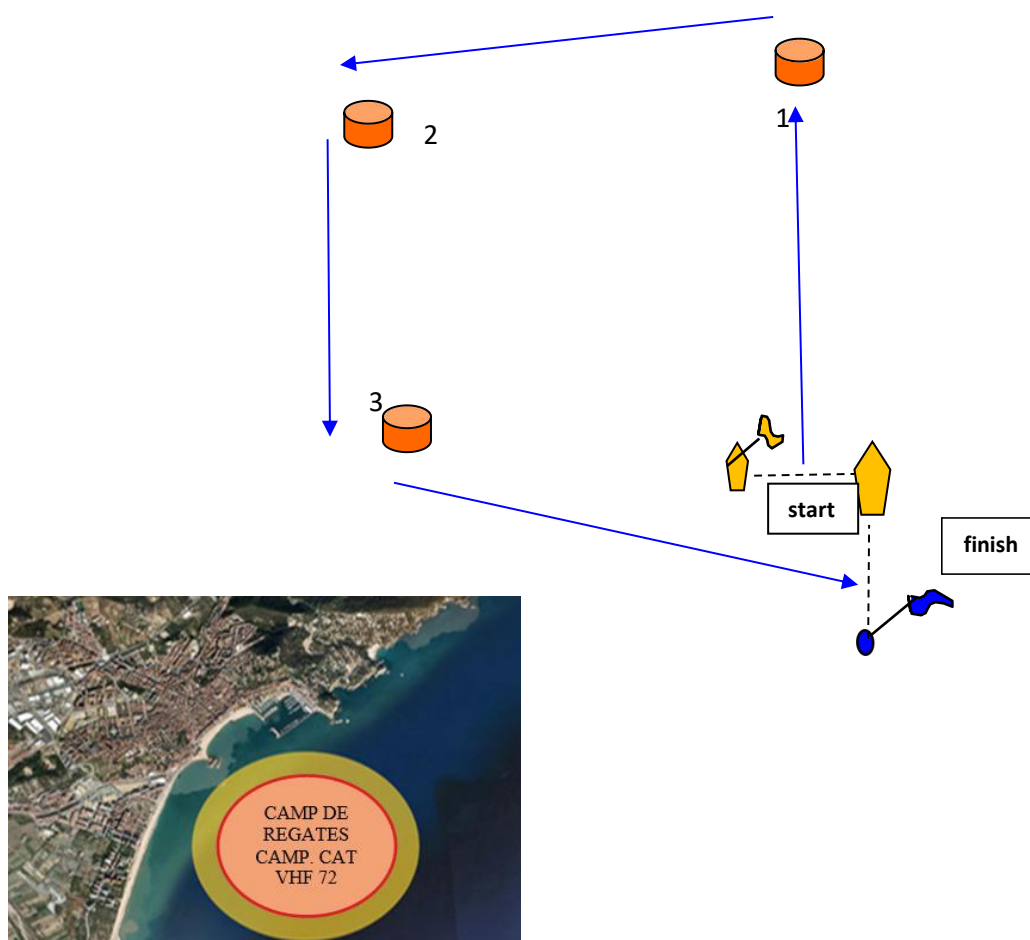 1
2
3
start
finish
CAMP DE
REGATES
CAMP. CAT
VHF 72